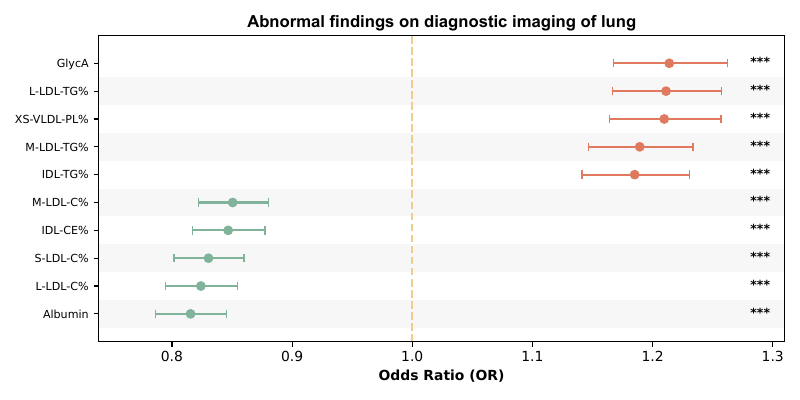 Abnormal findings on diagnostic imaging of lung
GlycA ***
L-LDL-TG% ***
XS-VLDL-PL% ***
M-LDL-TG% ***
IDL-TG% ***
M-LDL-C% ***
IDL-CE% ***
S-LDL-C% ***
L-LDL-C% ***
Albumin ***
0.8 0.9 1.0 1.1 1.2 1.3
Odds Ratio (OR)